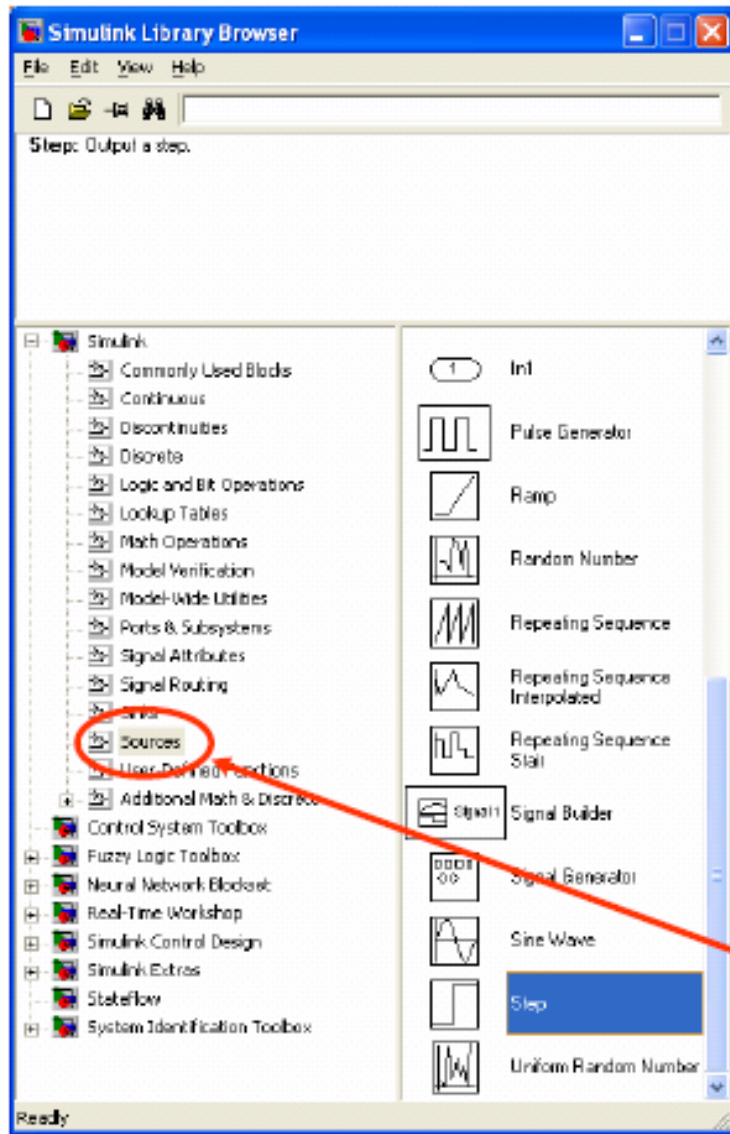 Simulink Library Browser
File Edit View Help
Step: Output a step.
Simulink
Commonly Used Blocks
Continuous
Discontinuities
Discrete
Logic and Bit Operations
Lookup Tables
Math Operations
Model Verification
Model-Wide Utilities
Ports & Subsystems
Signal Attributes
Signal Routing
Sinks
Sources
User-Defined Functions
Additional Math & Discrete
Control System Toolbox
Fuzzy Logic Toolbox
Neural Network Blockset
Real-Time Workshop
Simulink Control Design
Simulink Extras
Stateflow
System Identification Toolbox
1 In1
Pulse Generator
Ramp
Random Number
Repeating Sequence
Repeating Sequence
Interpolated
Repeating Sequence
Stair
Signal 1 Signal Builder
Signal Generator
Sine Wave
Step
Uniform Random Number
Ready